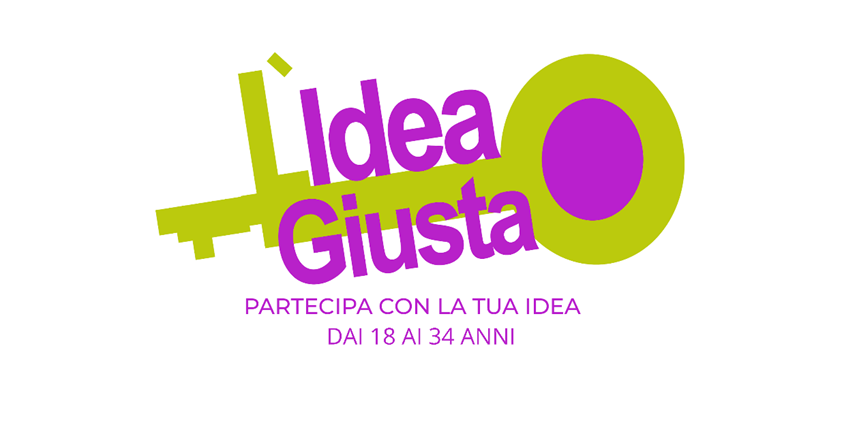 L'Idea
Giusta
PARTECIPA CON LA TUA IDEA
DAI 18 AI 34 ANNI